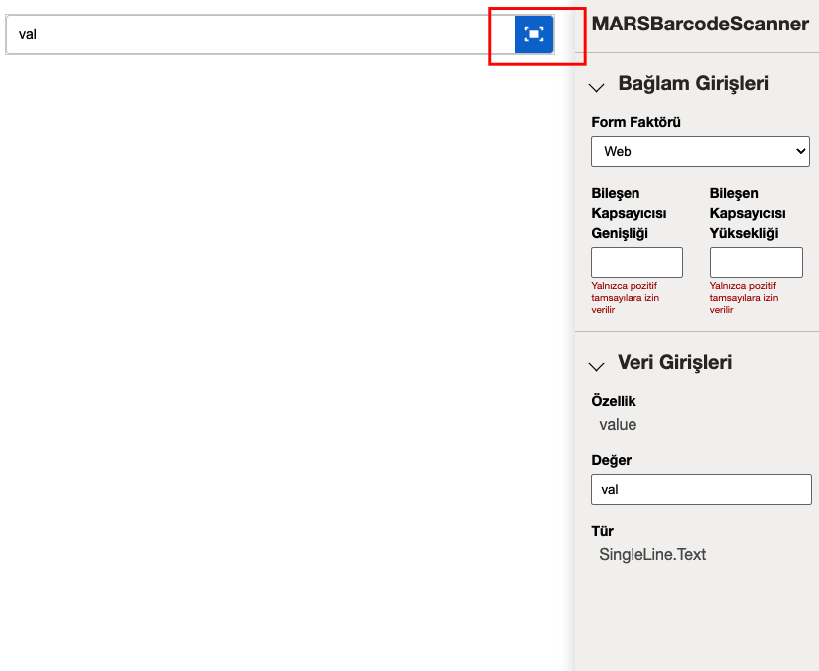 val
MARSBarcodeScanner
Bağlam Girişleri
Form Faktörü
Web
Bileşen
Kapsayıcısı
Genişliği
Yalnızca pozitif
tamsayılara izin
verilir
Bileşen
Kapsayıcısı
Yüksekliği
Yalnızca pozitif
tamsayılara izin
verilir
Veri Girişleri
Özellik
value
Değer
val
Tür
SingleLine.Text